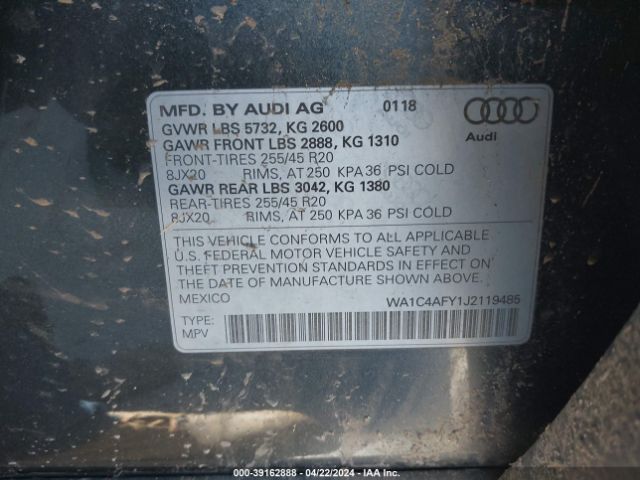 MFD. BY AUDI AG 0118
GVWR LBS 5732, KG 2600
GAWR FRONT LBS 2888, KG 1310
FRONT-TIRES 255/45 R20
8JX20 RIMS, AT 250 KPA 36 PSI COLD
GAWR REAR LBS 3042, KG 1380
REAR-TIRES 255/45 R20
8JX20 RIMS, AT 250 KPA 36 PSI COLD
Audi
THIS VEHICLE CONFORMS TO ALL APPLICABLE
U.S. FEDERAL MOTOR VEHICLE SAFETY AND
THEFT PREVENTION STANDARDS IN EFFECT ON
THE DATE OF MANUFACTURE SHOWN ABOVE.
MEXICO WA1C4AFY1J2119485
TYPE:
MPV
000-39162888 - 04/22/2024 - IAA Inc.